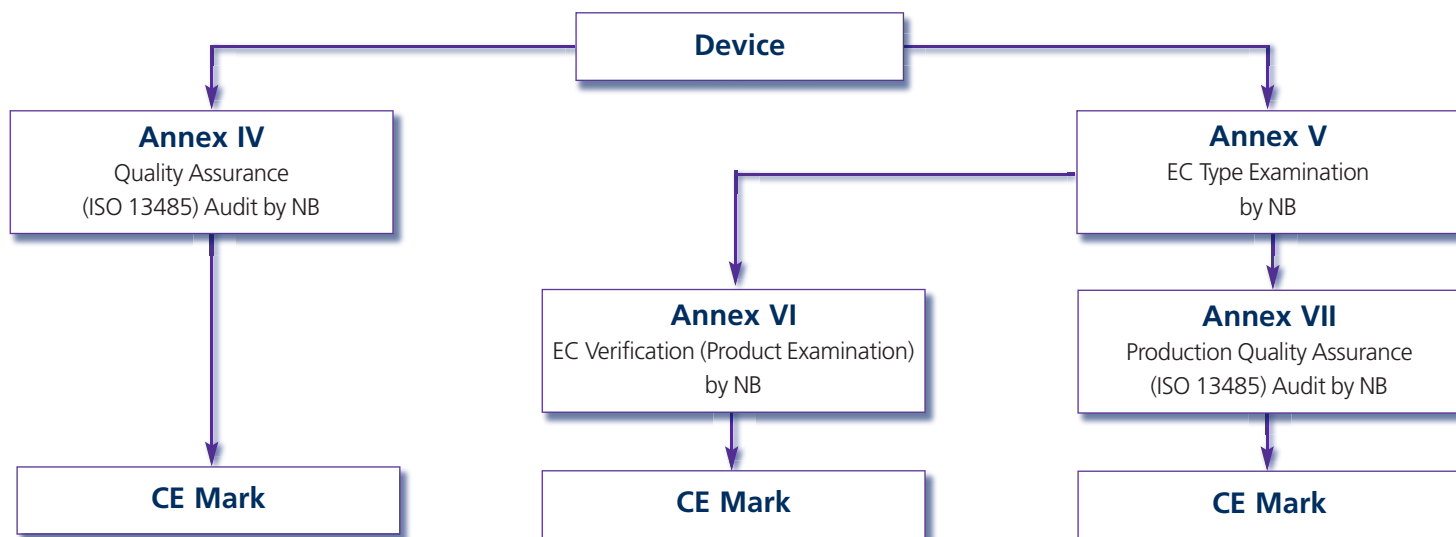 Device
Annex IV
Quality Assurance
(ISO 13485) Audit by NB
Annex V
EC Type Examination
by NB
Annex VI
EC Verification (Product Examination)
by NB
Annex VII
Production Quality Assurance
(ISO 13485) Audit by NB
CE Mark
CE Mark
CE Mark